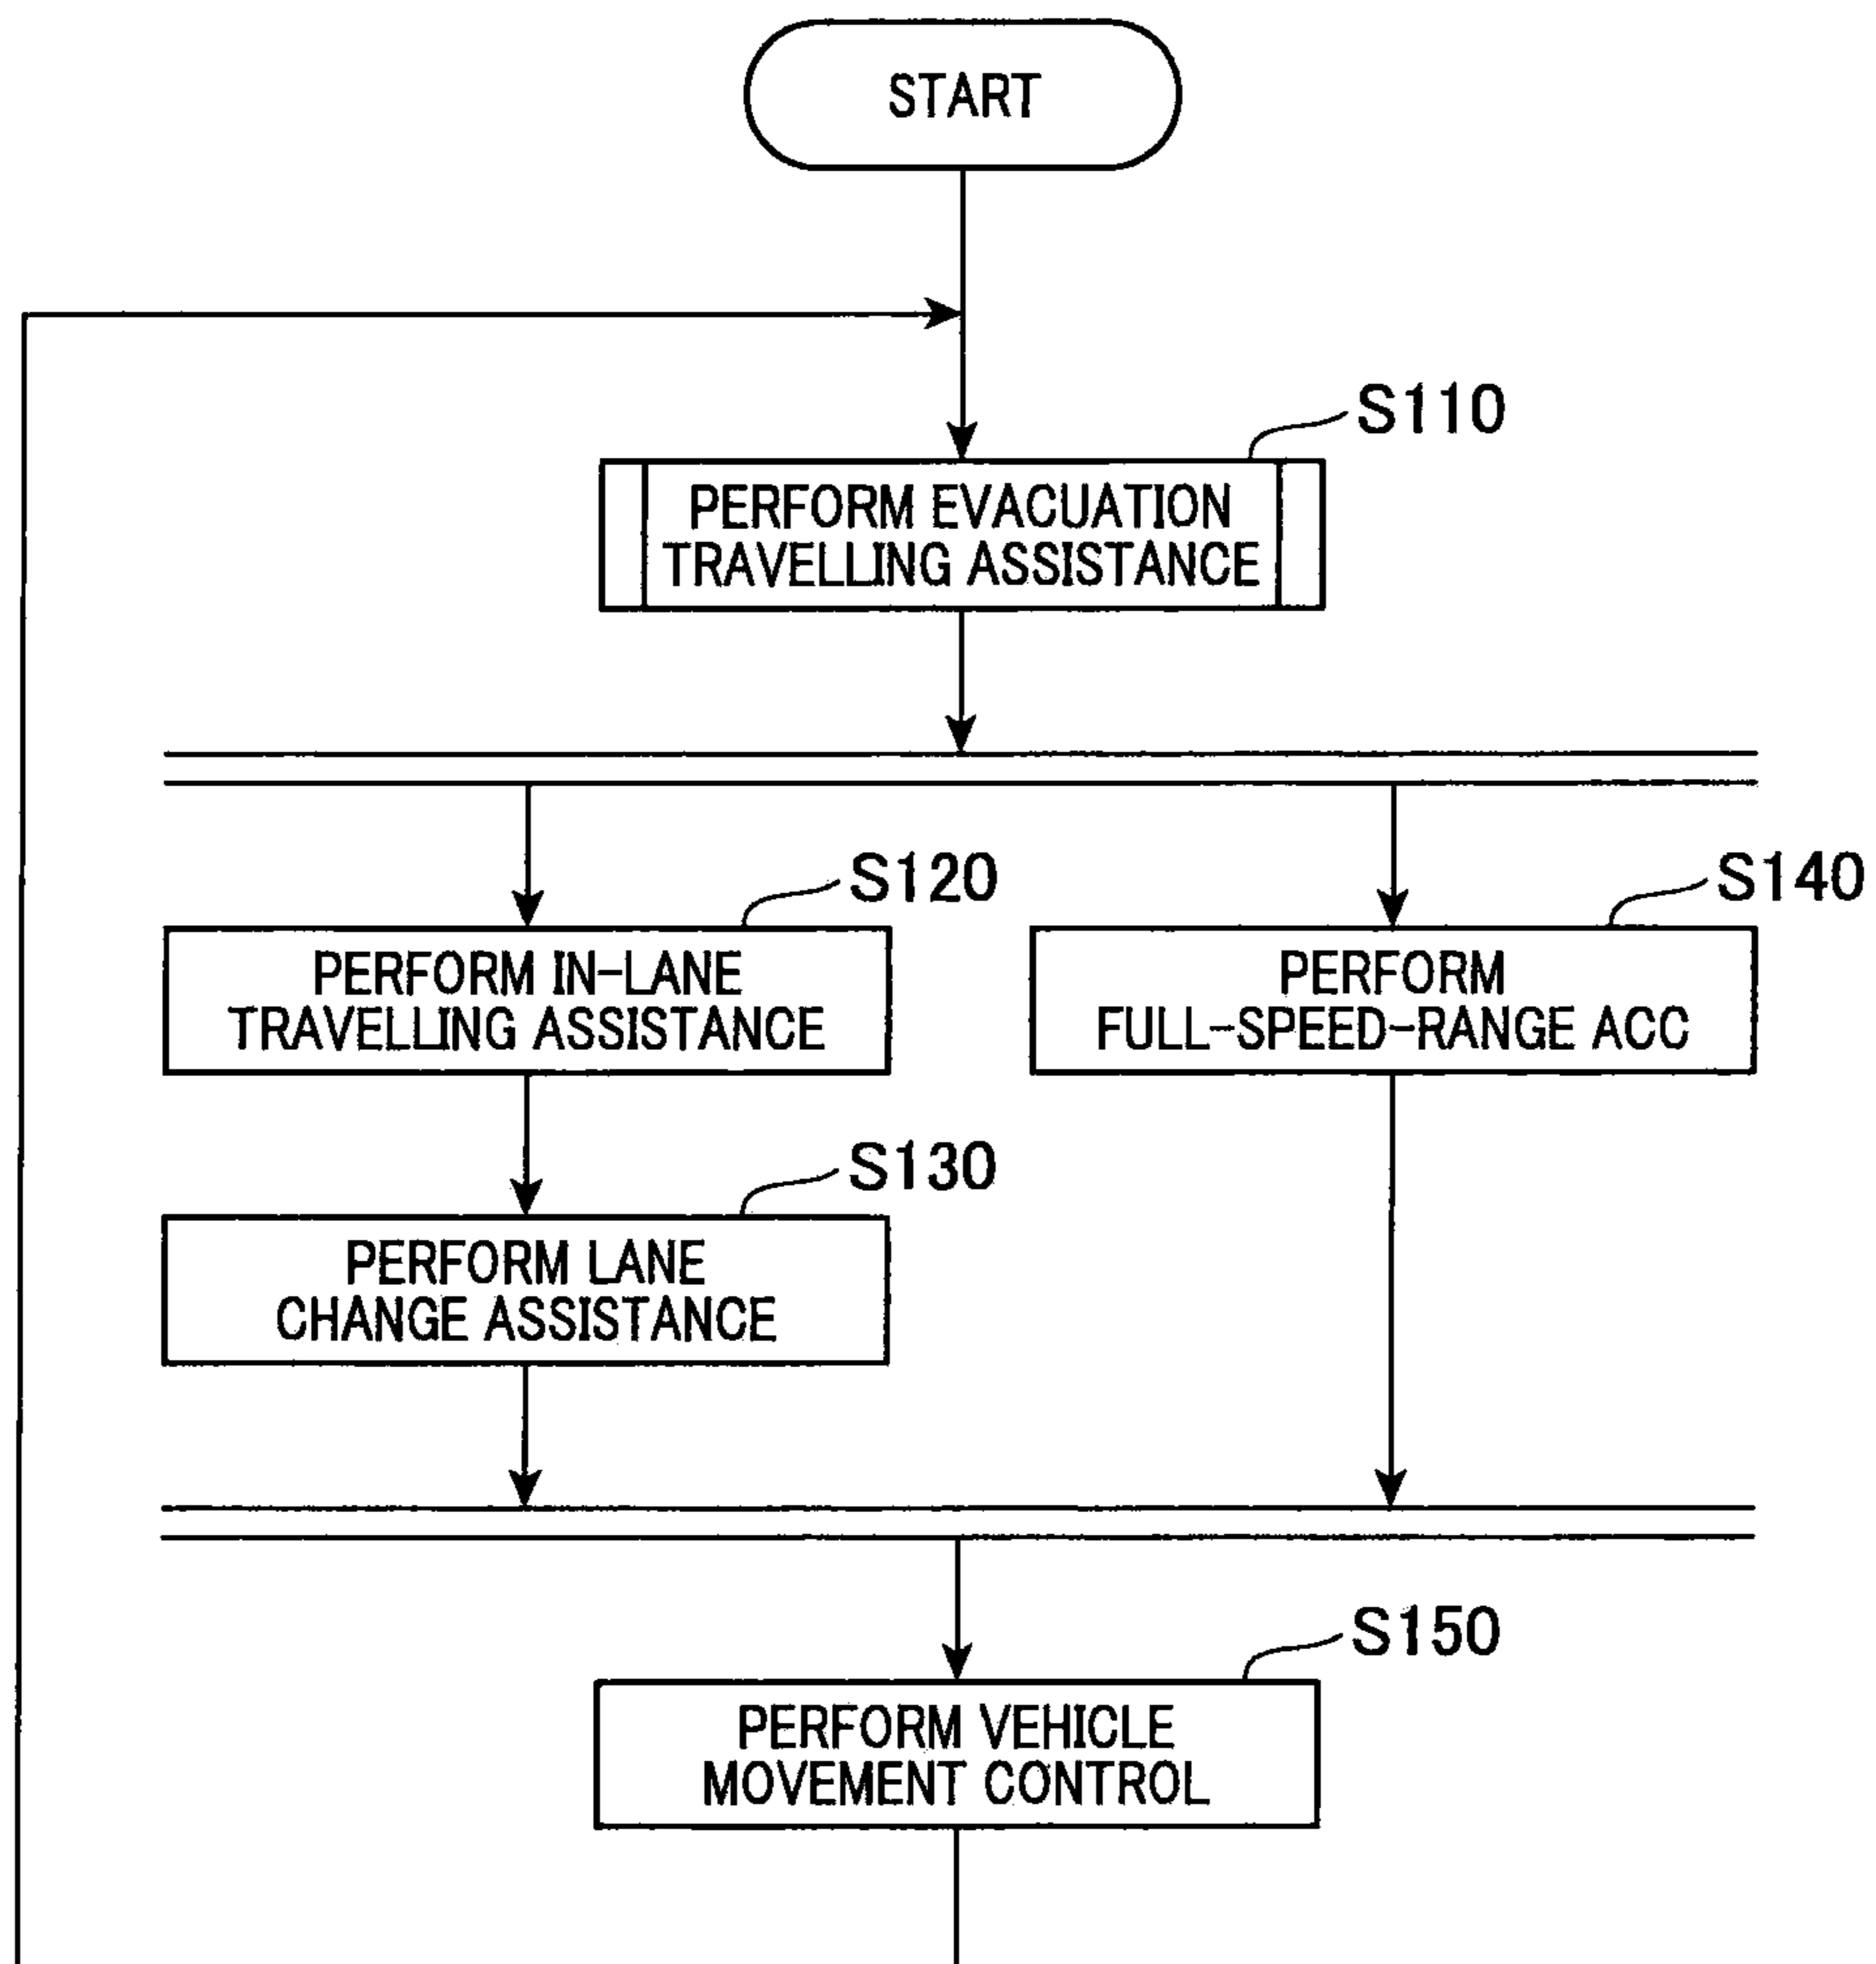 START
S110
PERFORM EVACUATION
TRAVELLING ASSISTANCE
S120
PERFORM IN-LANE
TRAVELLING ASSISTANCE
S140
PERFORM
FULL-SPEED-RANGE ACC
S130
PERFORM LANE
CHANGE ASSISTANCE
S150
PERFORM VEHICLE
MOVEMENT CONTROL